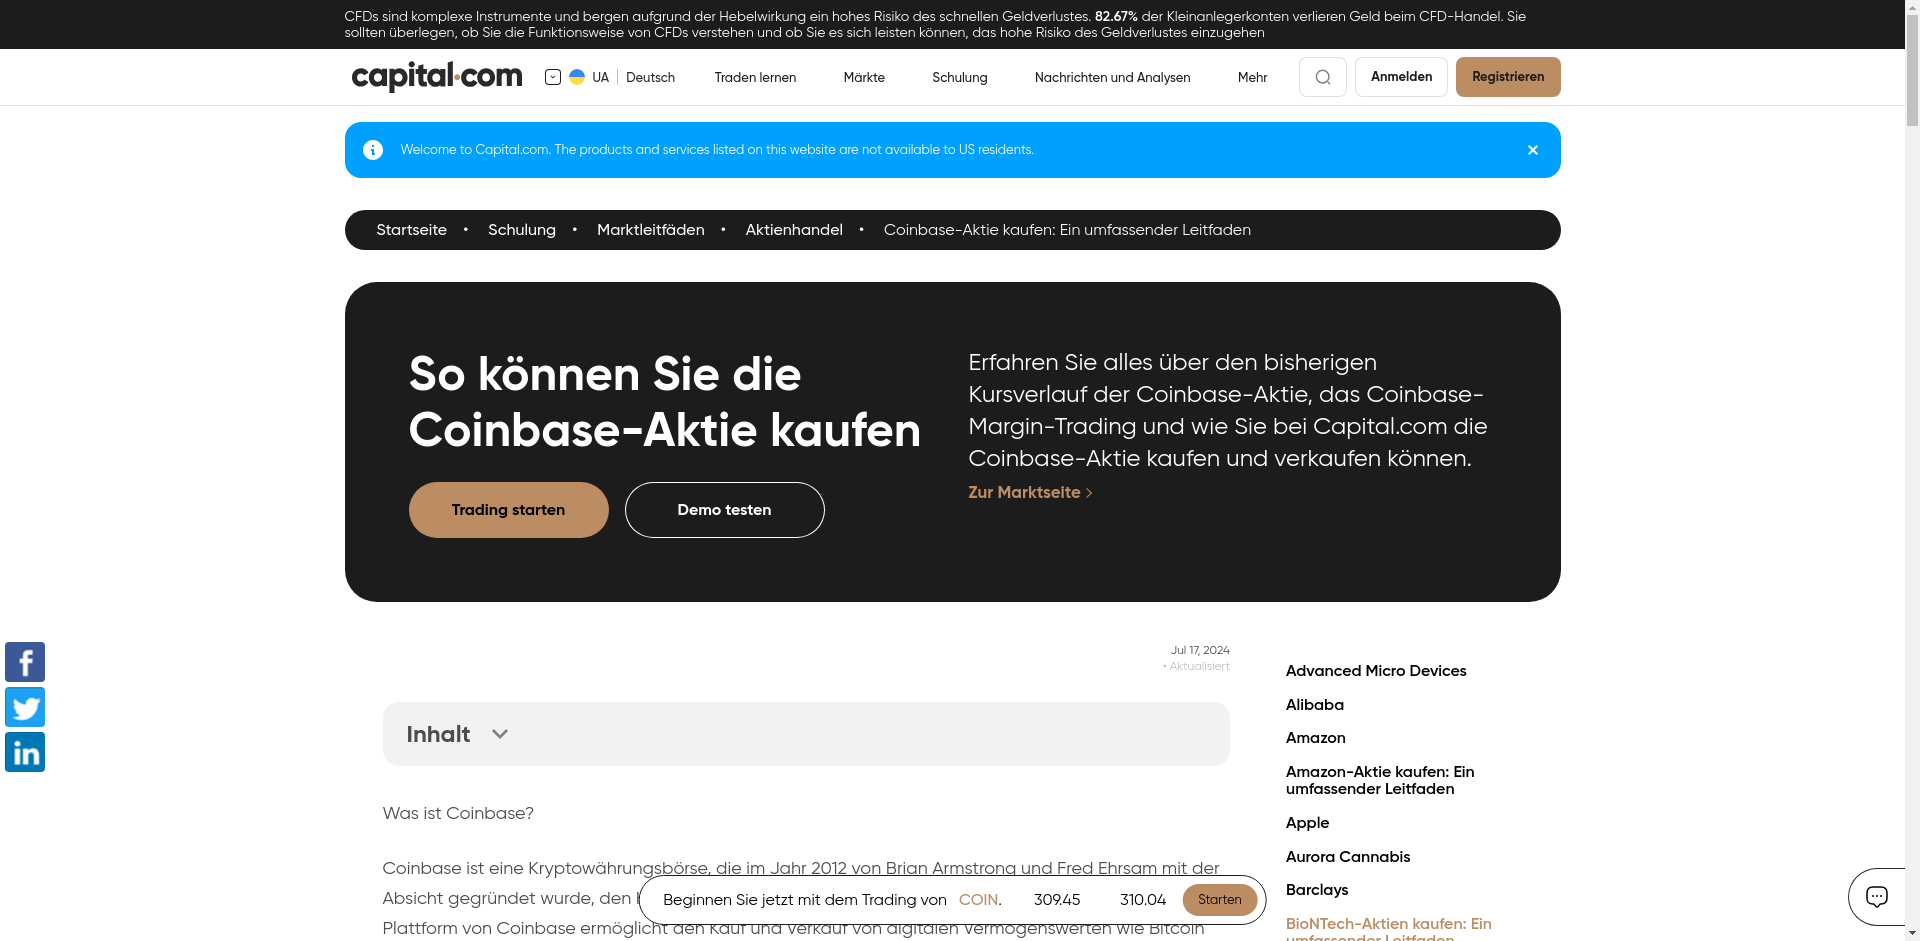 CFDs sind komplexe Instrumente und bergen aufgrund der Hebelwirkung ein hohes Risiko des schnellen Geldverlustes. 82.67% der Kleinanlegerkonten verlieren Geld beim CFD-Handel. Sie
sollten überlegen, ob Sie die Funktionsweise von CFDs verstehen und ob Sie es sich leisten können, das hohe Risiko des Geldverlustes einzugehen
capital.com
UA
Deutsch
Traden lernen
Märkte
Schulung
Nachrichten und Analysen
Mehr
Anmelden
Registrieren
Welcome to Capital.com. The products and services listed on this website are not available to US residents.
Startseite • Schulung • Marktleitfäden • Aktienhandel • Coinbase-Aktie kaufen: Ein umfassender Leitfaden
So können Sie die
Coinbase-Aktie kaufen
Trading starten
Demo testen
Erfahren Sie alles über den bisherigen
Kursverlauf der Coinbase-Aktie, das Coinbase-
Margin-Trading und wie Sie bei Capital.com die
Coinbase-Aktie kaufen und verkaufen können.
Zur Marktseite
Jul 17, 2024
• Aktualisiert
Inhalt
Was ist Coinbase?
Coinbase ist eine Kryptowährungsbörse, die im Jahr 2012 von Brian Armstrong und Fred Ehrsam mit der
Absicht gegründet wurde, den
Plattform von Coinbase ermöglicht den Kauf und Verkauf von digitalen Vermögenswerten wie Bitcoin
Beginnen Sie jetzt mit dem Trading von COIN. 309.45 310.04 Starten
Advanced Micro Devices
Alibaba
Amazon
Amazon-Aktie kaufen: Ein
umfassender Leitfaden
Apple
Aurora Cannabis
Barclays
BioNTech-Aktien kaufen: Ein
umfassender Leitfaden